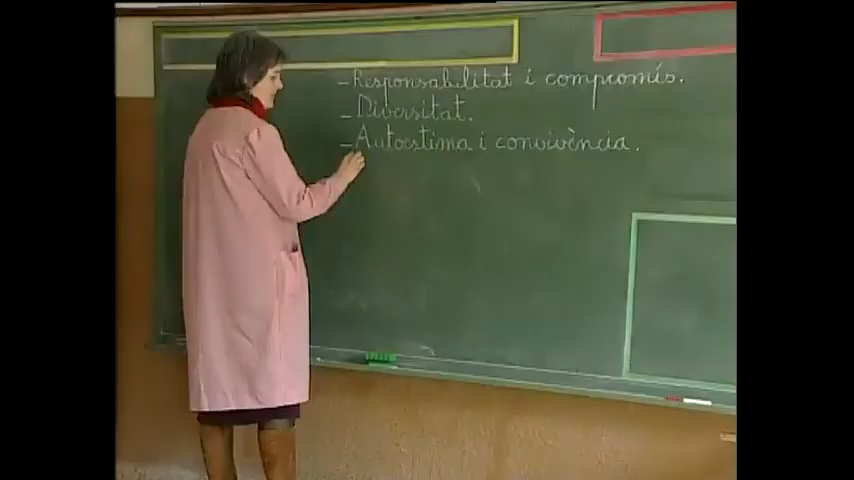 - Responsabilitat i compromís.
- Diversitat.
- Autoestima i convivència.